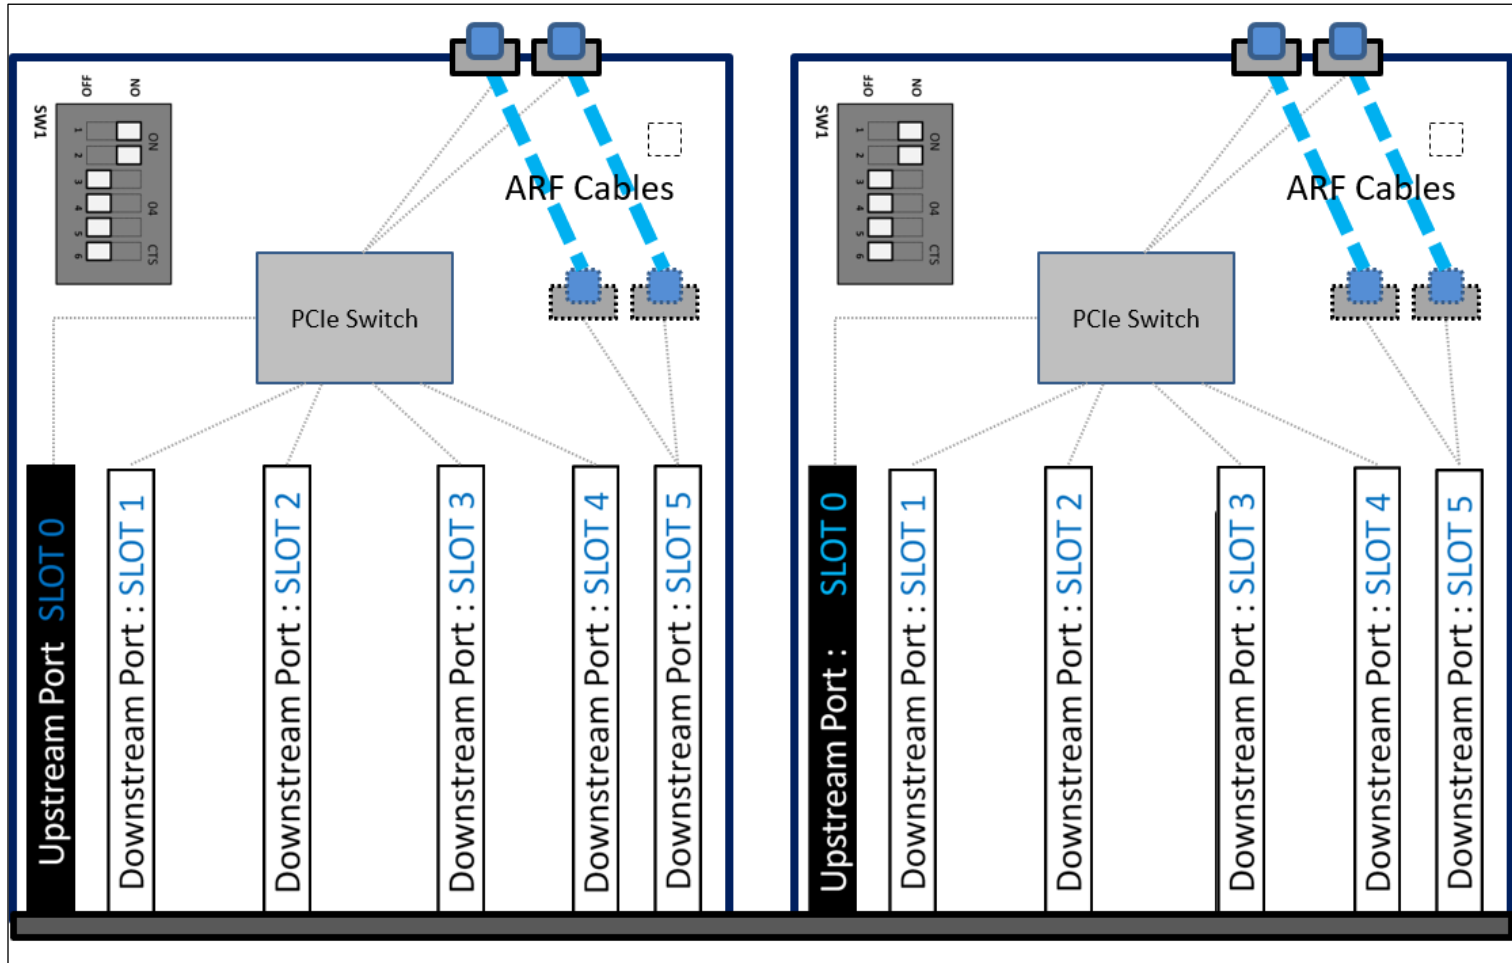 OFF
ON
SW1
1
2
3
4
5
6
ON
04
CTS
ARF Cables
PCIe Switch
Upstream Port SLOT 0
Downstream Port : SLOT 1
Downstream Port : SLOT 2
Downstream Port : SLOT 3
Downstream Port : SLOT 4
Downstream Port : SLOT 5
OFF
ON
SW1
1
2
3
4
5
6
ON
04
CTS
ARF Cables
PCIe Switch
Upstream Port : SLOT 0
Downstream Port : SLOT 1
Downstream Port : SLOT 2
Downstream Port : SLOT 3
Downstream Port : SLOT 4
Downstream Port : SLOT 5